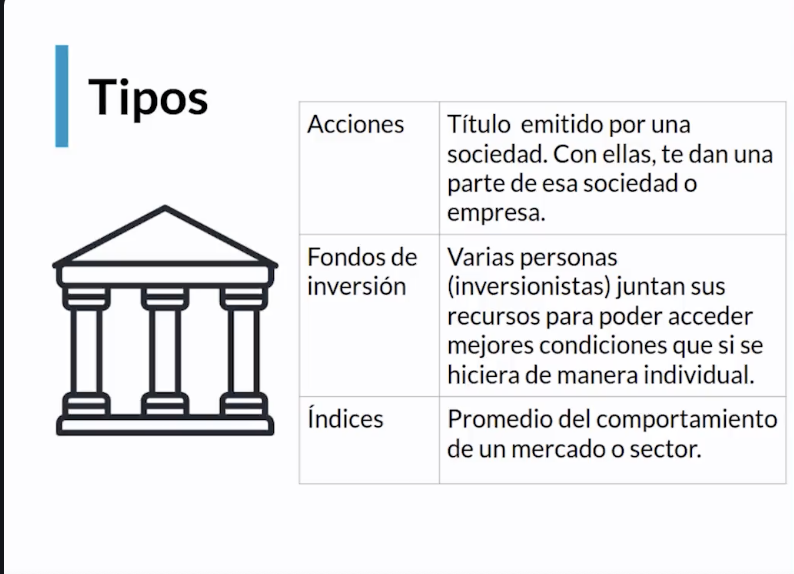 Tipos
Acciones
Título emitido por una
sociedad. Con ellas, te dan una
parte de esa sociedad o
empresa.
Fondos de
inversión
Varias personas
(inversionistas) juntan sus
recursos para poder acceder
mejores condiciones que si se
hiciera de manera individual.
Índices
Promedio del comportamiento
de un mercado o sector.